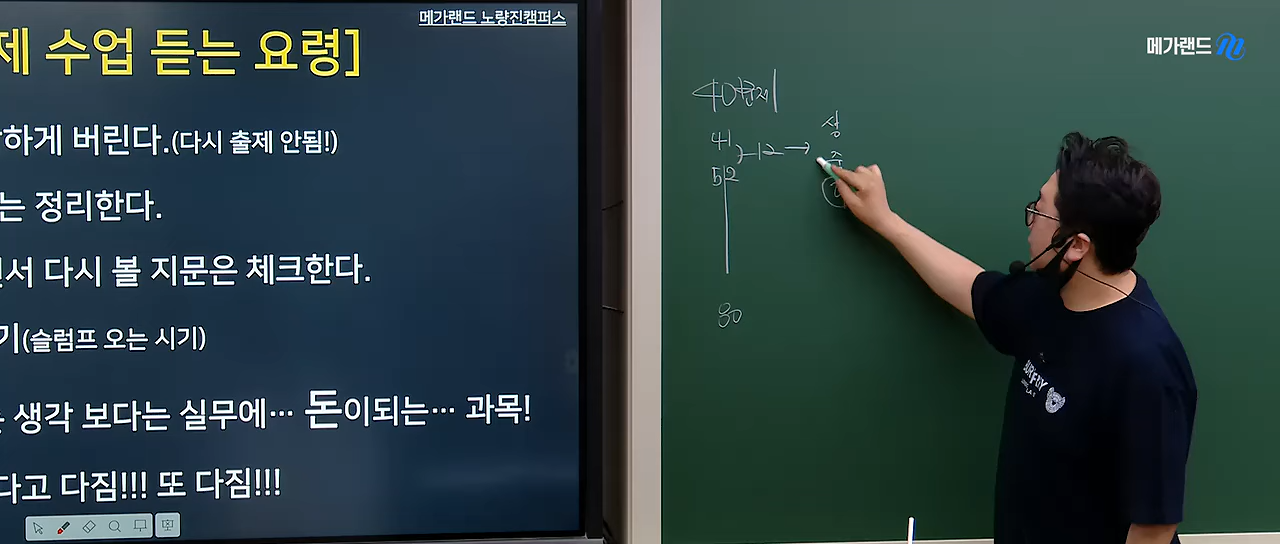 메가랜드 노량진캠퍼스
제 수업 듣는 요령]
하게 버린다.(다시 출제 안됨!)
는 정리한다.
서 다시 볼 지문은 체크한다.
기(슬럼프 오는 시기)
생각 보다는 실무에… 돈이되는… 과목!
다고 다짐!!! 또 다짐!!!
메가랜드
40문제
상
41
12 →
52
80
BURFDY